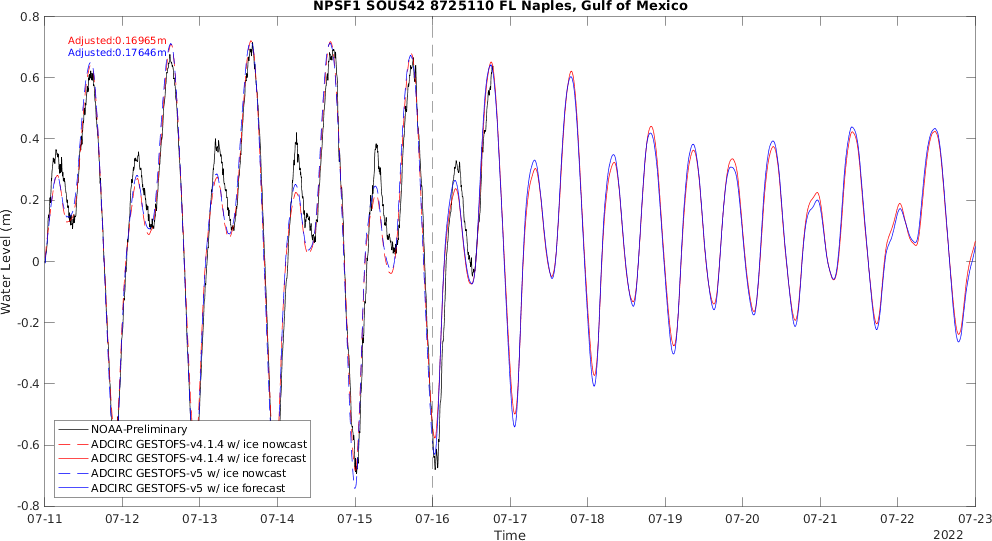 NPSF1 SOUS42 8725110 FL Naples, Gulf of Mexico
0.8
Adjusted:0.16965m
Adjusted:0.17646m
0.6
0.4
0.2
0
-0.2
-0.4
-0.6
-0.8
Water Level (m)
NOAA-Preliminary
ADCIRC GESTOFS-v4.1.4 w/ ice nowcast
ADCIRC GESTOFS-v4.1.4 w/ ice forecast
ADCIRC GESTOFS-v5 w/ ice nowcast
ADCIRC GESTOFS-v5 w/ ice forecast
07-11 07-12 07-13 07-14 07-15 07-16 07-17 07-18 07-19 07-20 07-21 07-22 07-23
Time
2022